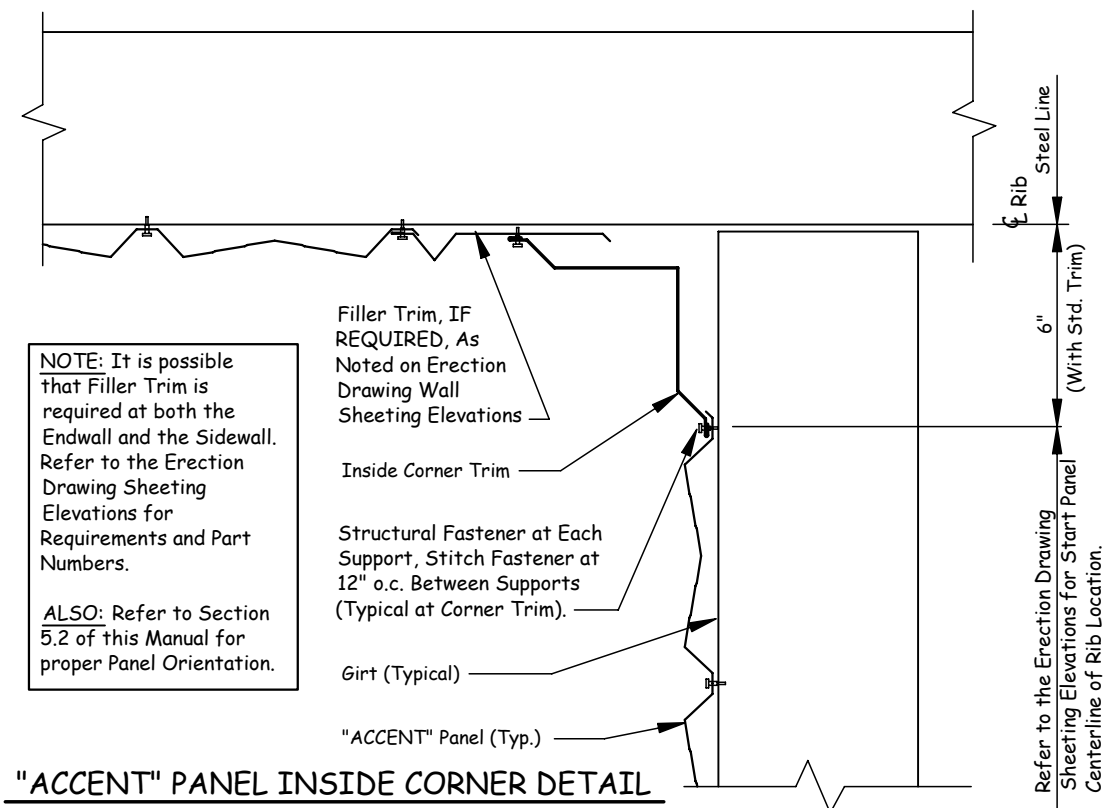 Steel Line
℄ Rib
6"
(With Std. Trim)
Refer to the Erection Drawing
Sheeting Elevations for Start Panel
Centerline of Rib Location.
Filler Trim, IF
REQUIRED, As
Noted on Erection
Drawing Wall
Sheeting Elevations
NOTE: It is possible
that Filler Trim is
required at both the
Endwall and the Sidewall.
Refer to the Erection
Drawing Sheeting
Elevations for
Requirements and Part
Numbers.
ALSO: Refer to Section
5.2 of this Manual for
proper Panel Orientation.
Inside Corner Trim
Structural Fastener at Each
Support, Stitch Fastener at
12" o.c. Between Supports
(Typical at Corner Trim).
Girt (Typical)
"ACCENT" Panel (Typ.)
"ACCENT" PANEL INSIDE CORNER DETAIL